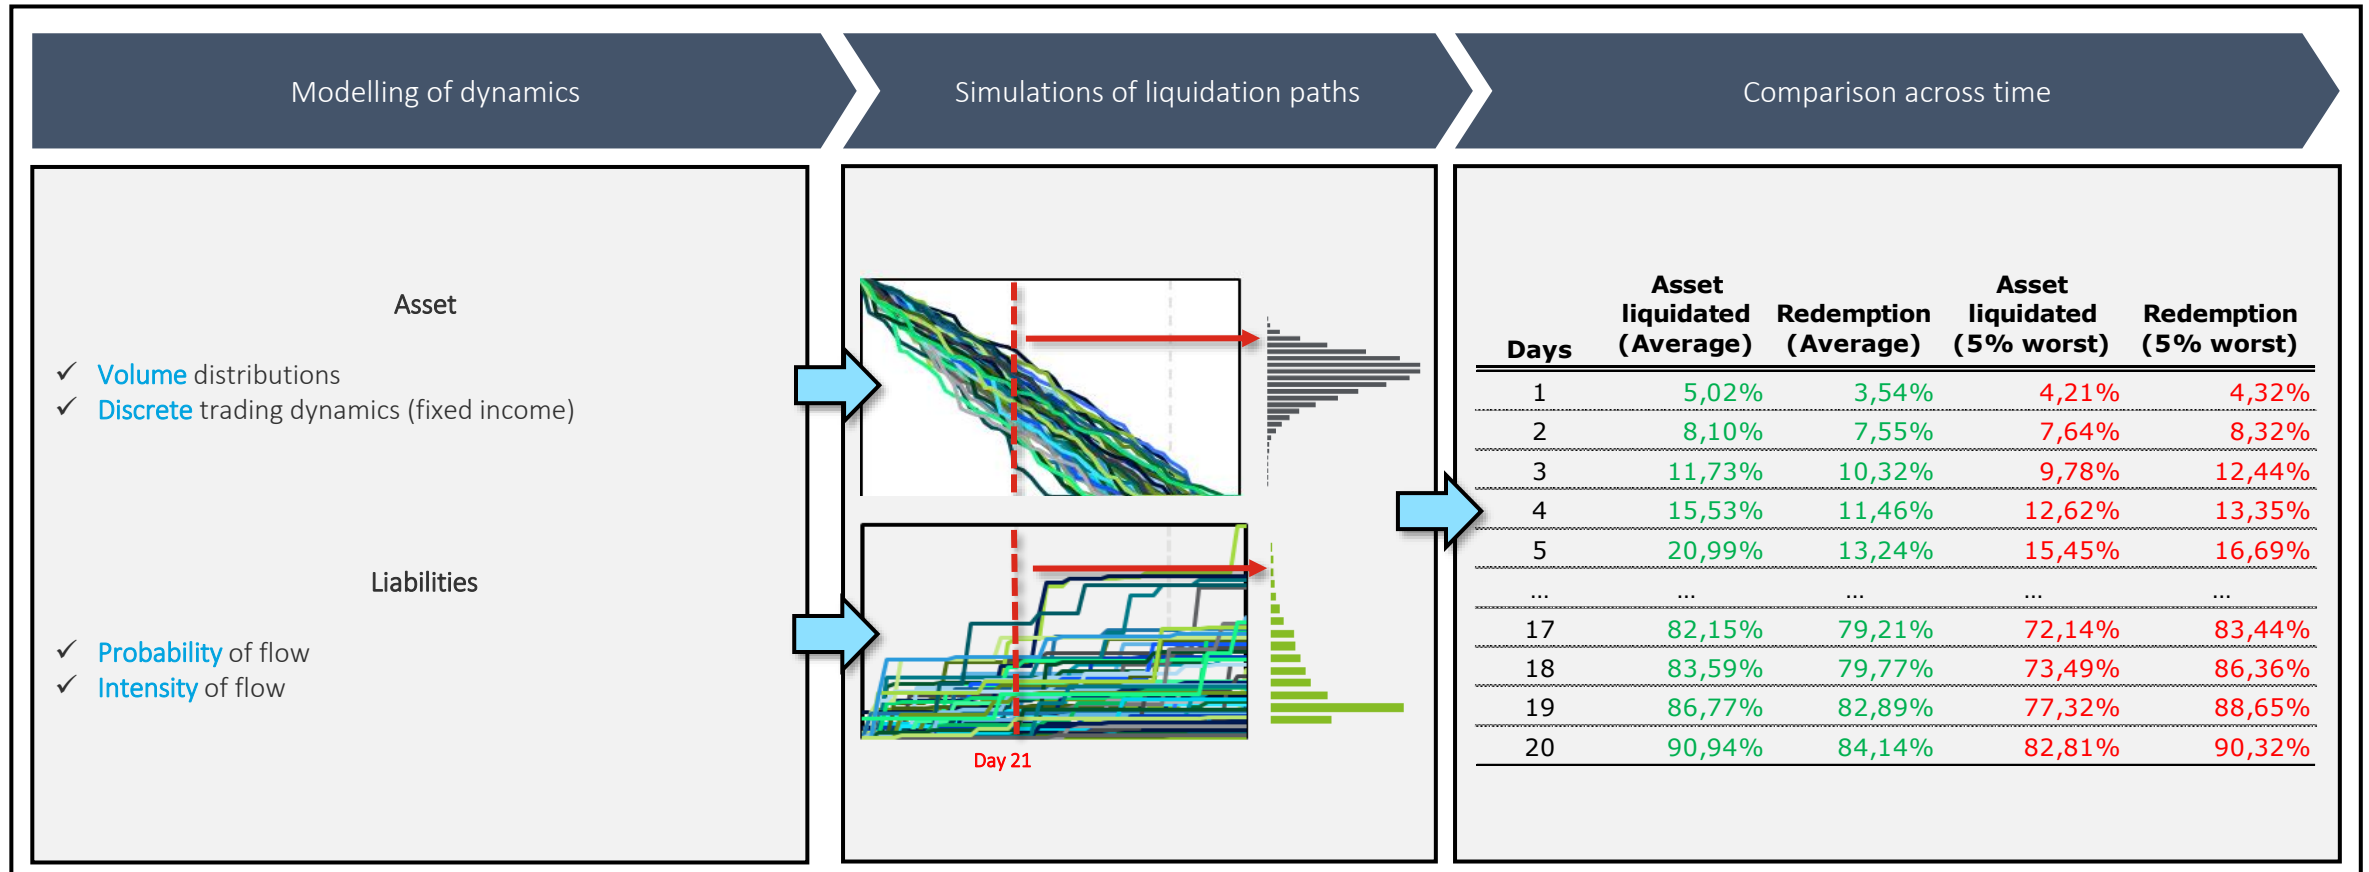 Modelling of dynamics
Simulations of liquidation paths
Comparison across time
Asset
✓ Volume distributions
✓ Discrete trading dynamics (fixed income)
Liabilities
✓ Probability of flow
✓ Intensity of flow
Day 21
Days Asset liquidated (Average) Redemption (Average) Asset liquidated (5% worst) Redemption (5% worst)
1 5,02% 3,54% 4,21% 4,32%
2 8,10% 7,55% 7,64% 8,32%
3 11,73% 10,32% 9,78% 12,44%
4 15,53% 11,46% 12,62% 13,35%
5 20,99% 13,24% 15,45% 16,69%
... ... ... ... ...
17 82,15% 79,21% 72,14% 83,44%
18 83,59% 79,77% 73,49% 86,36%
19 86,77% 82,89% 77,32% 88,65%
20 90,94% 84,14% 82,81% 90,32%